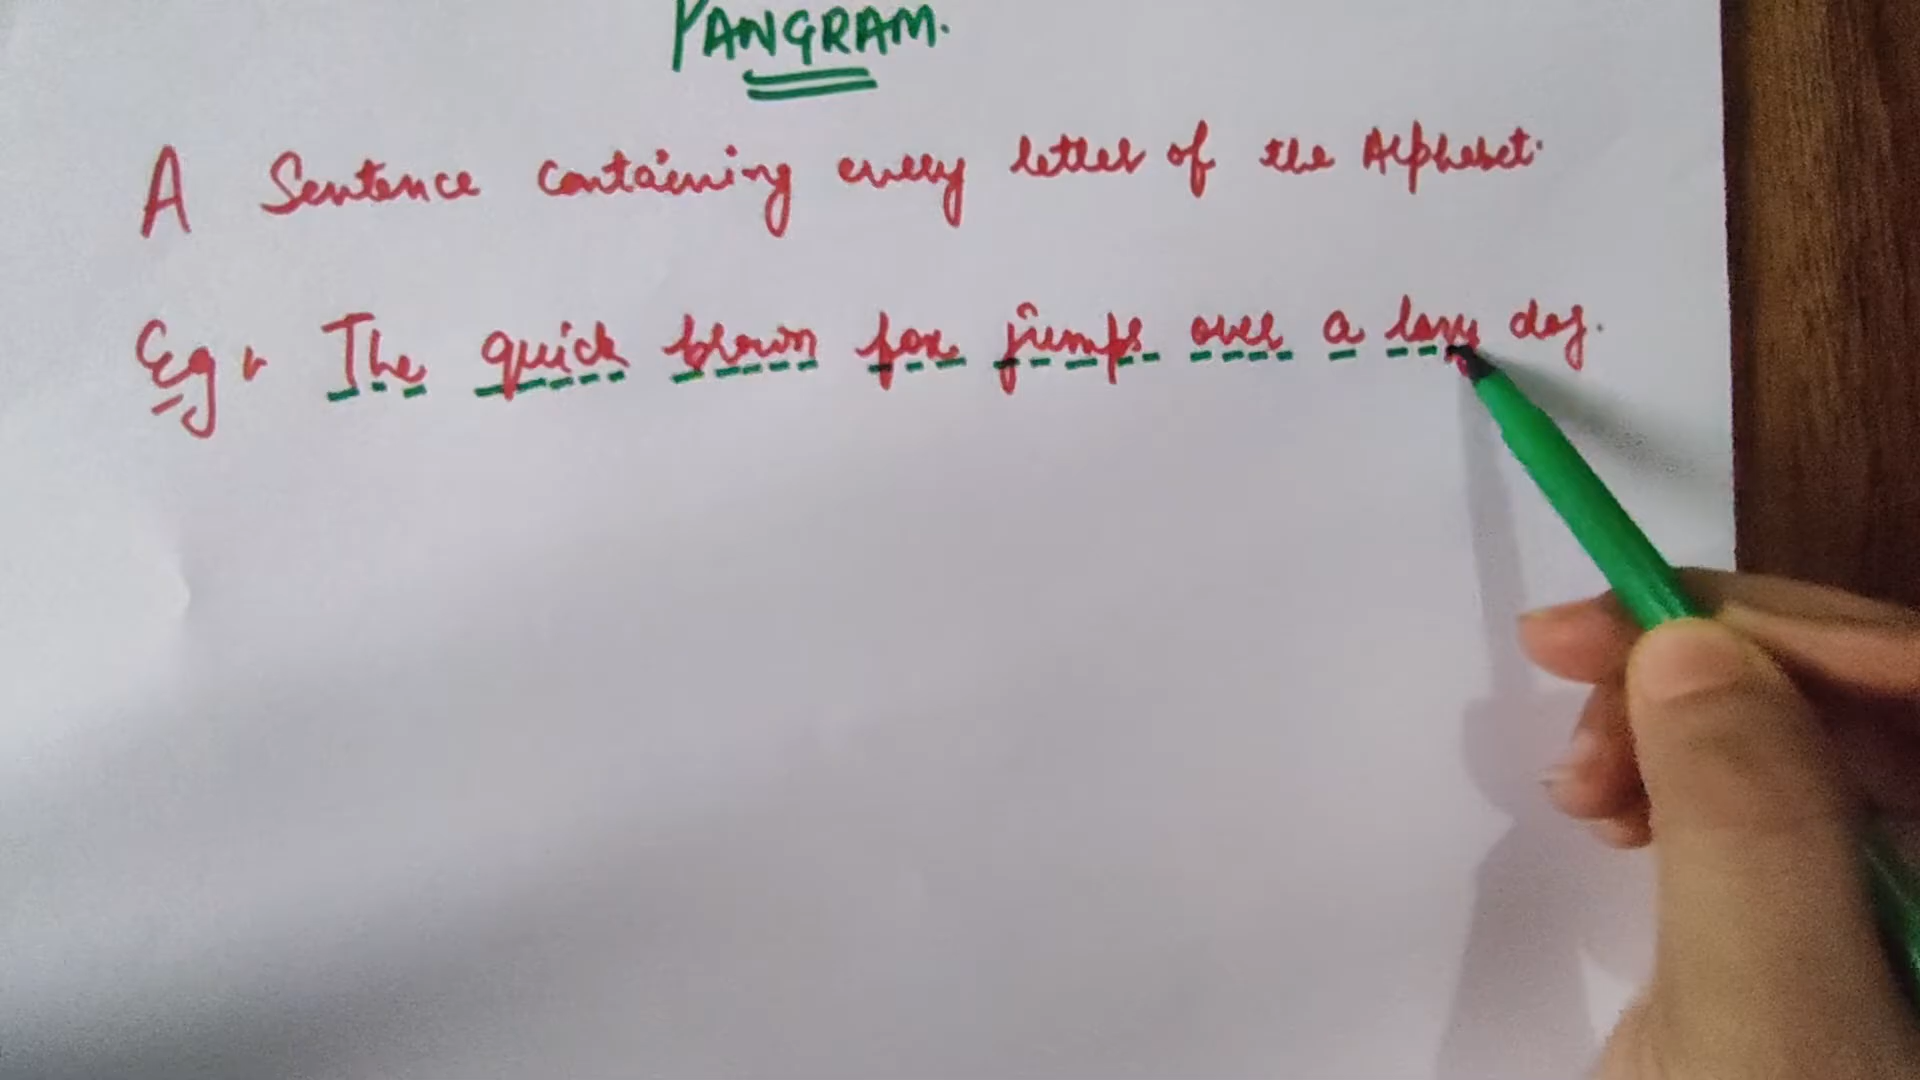 PANGRAM.
A Sentence containing every letter of the Alphabet.
Eg :- The quick brown fox jumps over a lazy dog.